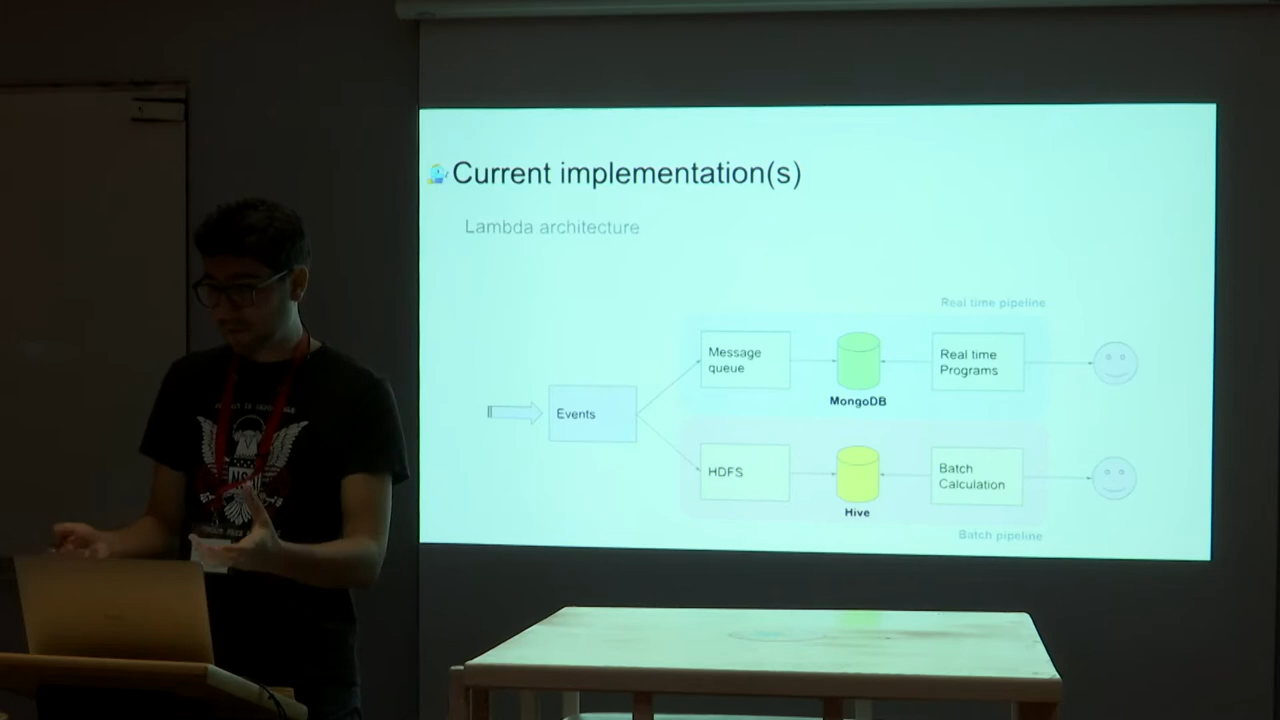 Current implementation(s)
Lambda architecture
Real time pipeline
Message
queue
MongoDB
Real time
Programs
Events
HDFS
Hive
Batch
Calculation
Batch pipeline